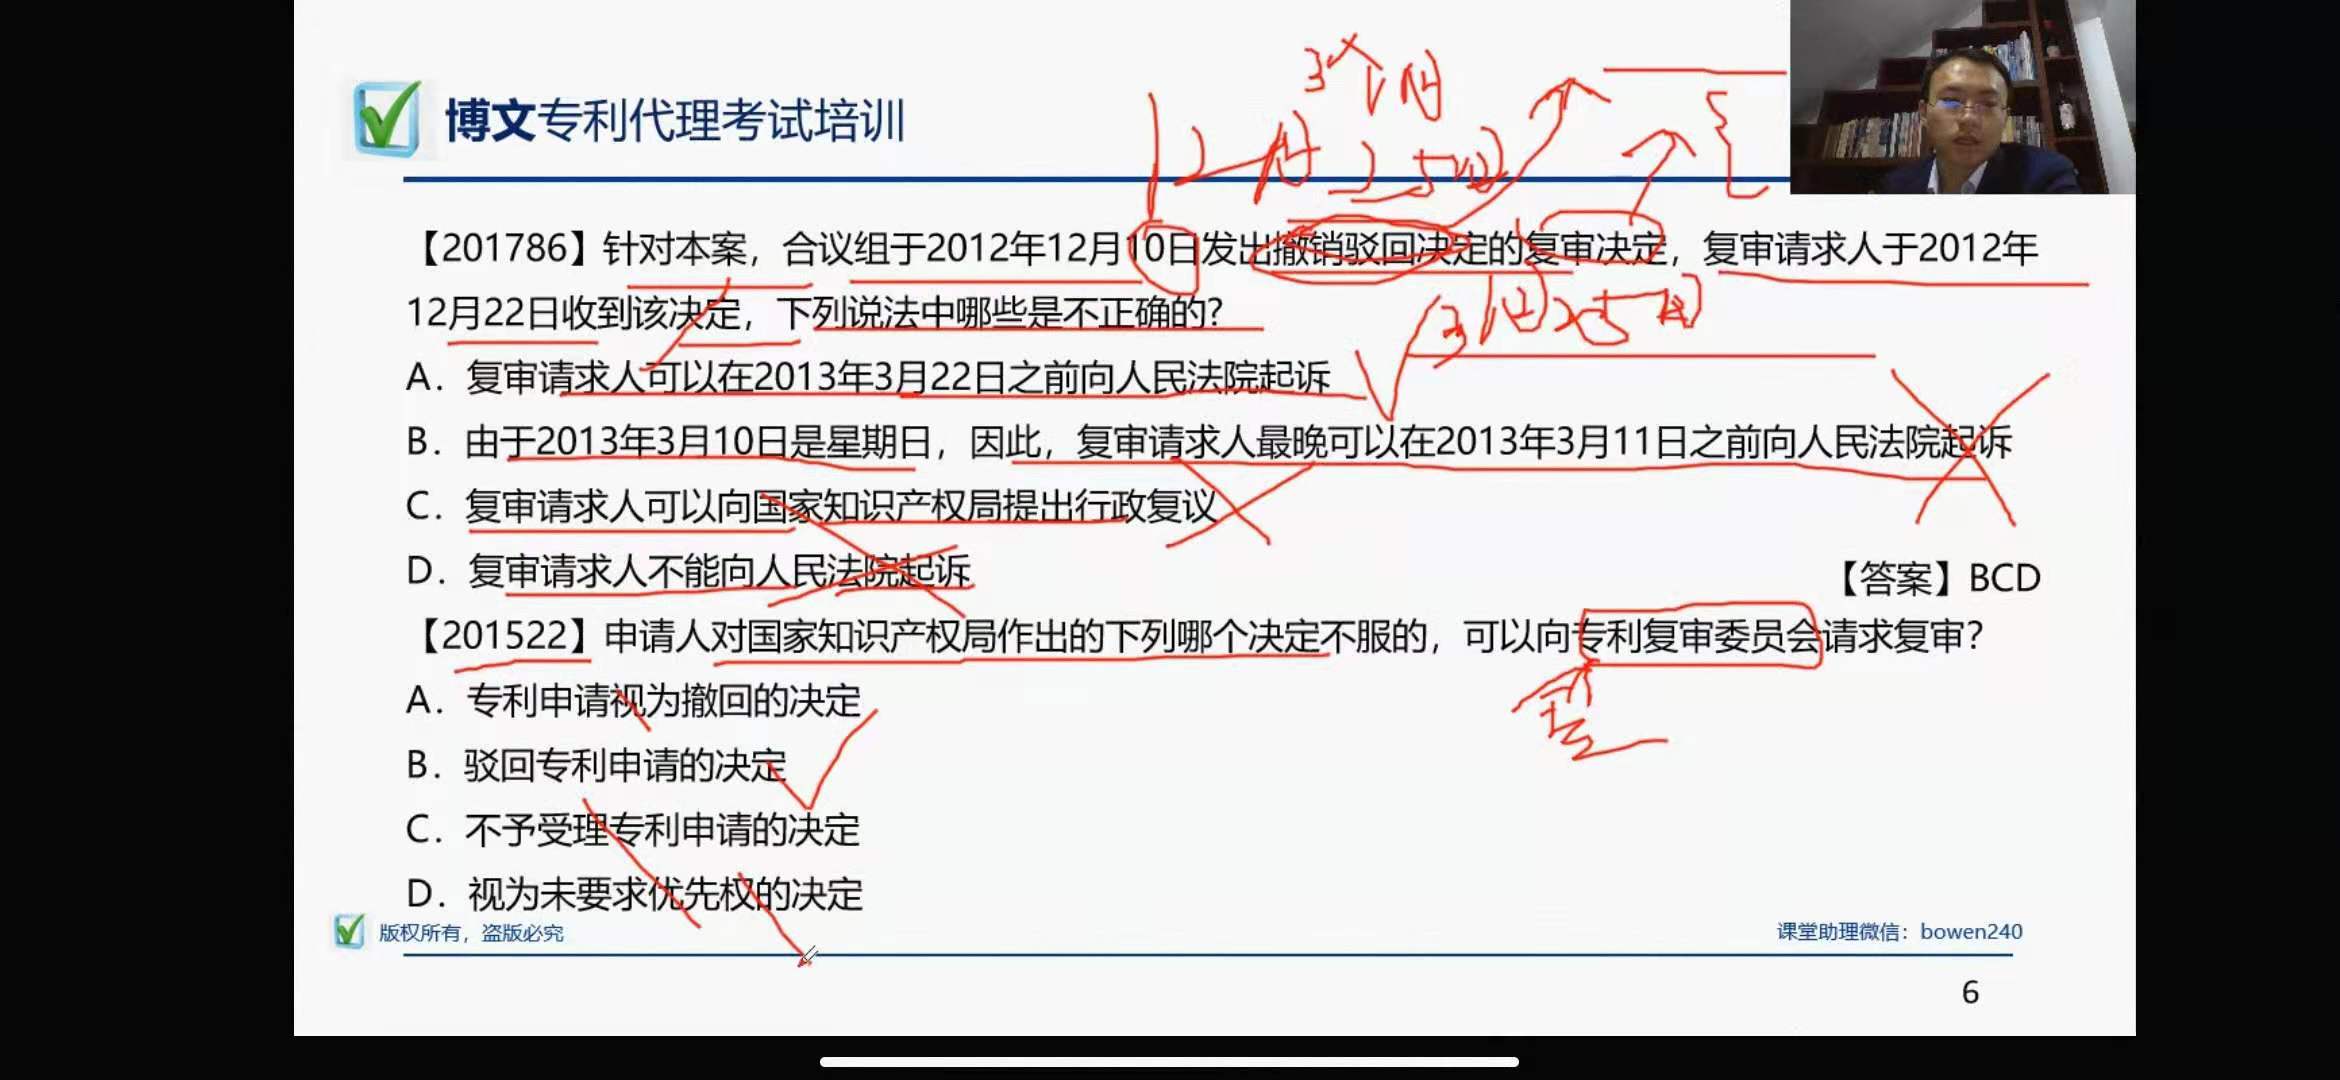 博文专利代理考试培训
3个月
12月25日
【201786】针对本案，合议组于2012年12月10日发出撤销驳回决定的复审决定，复审请求人于2012年
12月22日收到该决定，下列说法中哪些是不正确的?
3月25日
A．复审请求人可以在2013年3月22日之前向人民法院起诉
B．由于2013年3月10日是星期日，因此，复审请求人最晚可以在2013年3月11日之前向人民法院起诉
C．复审请求人可以向国家知识产权局提出行政复议
D．复审请求人不能向人民法院起诉
【答案】BCD
【201522】申请人对国家知识产权局作出的下列哪个决定不服的，可以向专利复审委员会请求复审?
A．专利申请视为撤回的决定
B．驳回专利申请的决定
C．不予受理专利申请的决定
D．视为未要求优先权的决定
版权所有，盗版必究
课堂助理微信：bowen240
6